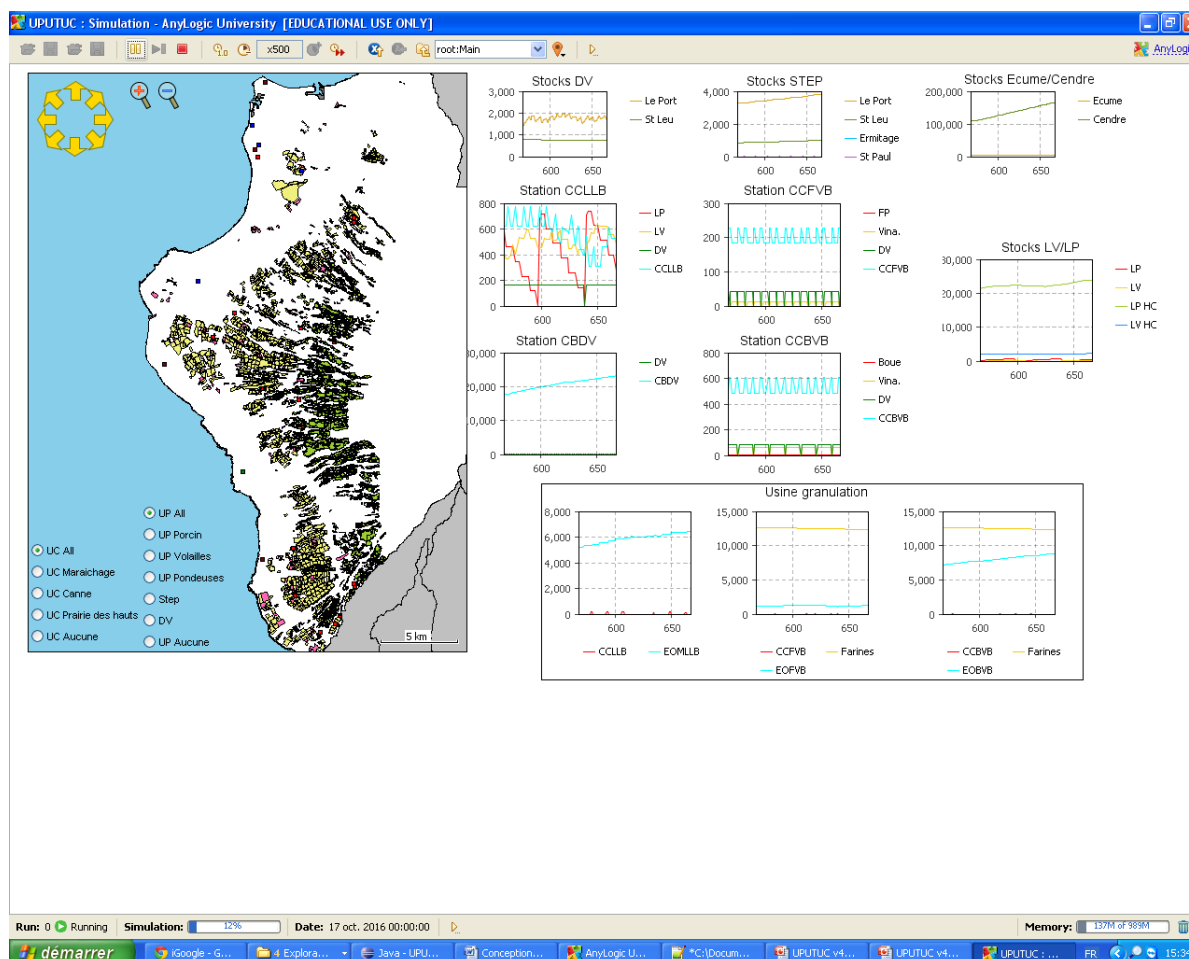 UPUTUC : Simulation - AnyLogic University [EDUCATIONAL USE ONLY]
x500
root:Main
AnyLogi
Stocks DV
3,000
2,000
1,000
0
600
650
Le Port
St Leu
Stocks STEP
4,000
2,000
0
600
650
Le Port
St Leu
Ermitage
St Paul
Stocks Ecume/Cendre
200,000
100,000
0
600
650
Ecume
Cendre
Station CCLLB
800
600
400
200
0
600
650
LP
LV
DV
CCLLB
Station CCFVB
300
200
100
0
600
650
FP
Vina.
DV
CCFVB
Stocks LV/LP
30,000
20,000
10,000
0
600
650
LP
LV
LP HC
LV HC
Station CBDV
30,000
20,000
10,000
0
600
650
DV
CBDV
Station CCBVB
800
600
400
200
0
600
650
Boue
Vina.
DV
CCBVB
Usine granulation
8,000
6,000
4,000
2,000
0
600
650
CCLLB
EOMLLB
15,000
10,000
5,000
0
600
650
CCFVB
Farines
EOFVB
15,000
10,000
5,000
0
600
650
CCBVB
Farines
EOBVB
UC All
UC Maraichage
UC Canne
UC Prairie des hauts
UC Aucune
UP All
UP Porcin
UP Volailles
UP Pondeuses
Step
DV
UP Aucune
5 km
Run: 0 Running Simulation: 12% Date: 17 oct. 2016 00:00:00 Memory: 137M of 989M
démarrer iGoogle - G... 4 Explora... Java - UPU... Conception... AnyLogic U... *C:\Docum... UPUTUC v4... UPUTUC v4... UPUTUC : ... FR 15:34